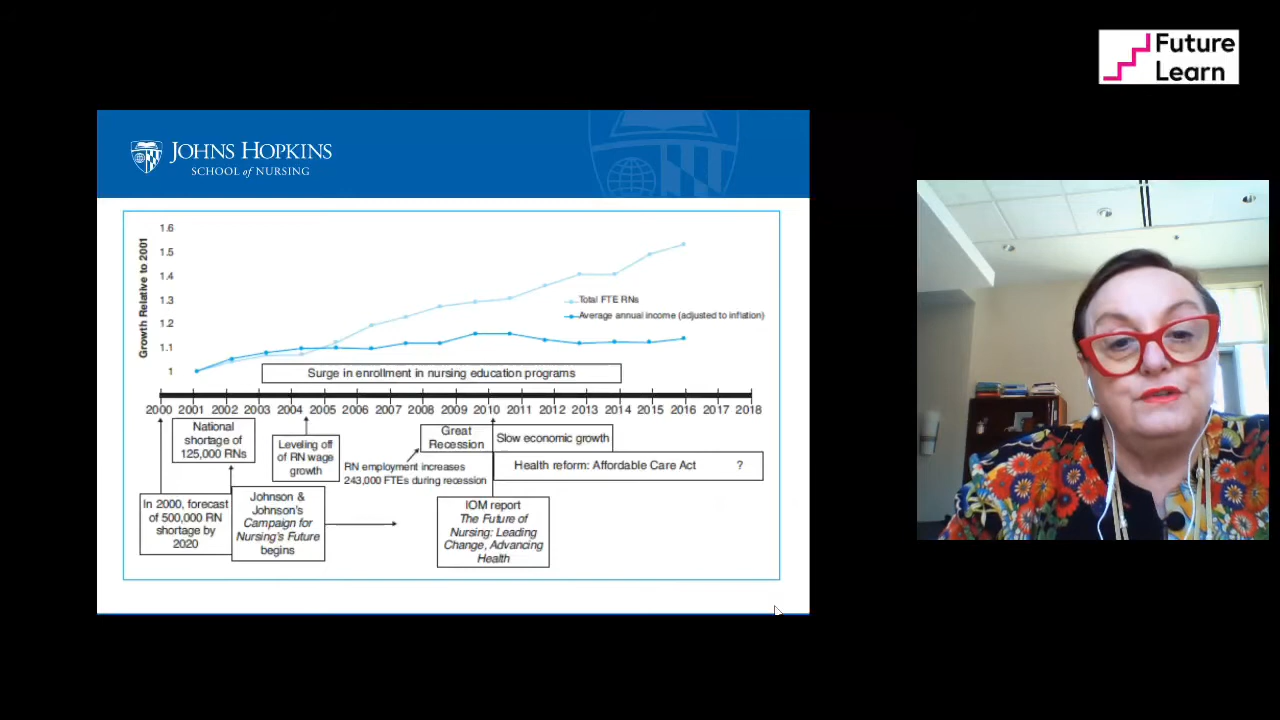 Future
Learn
JOHNS HOPKINS
SCHOOL of NURSING
Growth Relative to 2001
1.6
1.5
1.4
1.3
1.2
1.1
1
Total FTE RNs
Average annual income (adjusted to inflation)
Surge in enrollment in nursing education programs
2000 2001 2002 2003 2004 2005 2006 2007 2008 2009 2010 2011 2012 2013 2014 2015 2016 2017 2018
National
shortage of
125,000 RNs
Leveling off
of RN wage
growth
Great
Recession
Slow economic growth
RN employment increases
243,000 FTEs during recession
Health reform: Affordable Care Act ?
In 2000, forecast
of 500,000 RN
shortage by
2020
Johnson &
Johnson's
Campaign for
Nursing's Future
begins
IOM report
The Future of
Nursing: Leading
Change, Advancing
Health